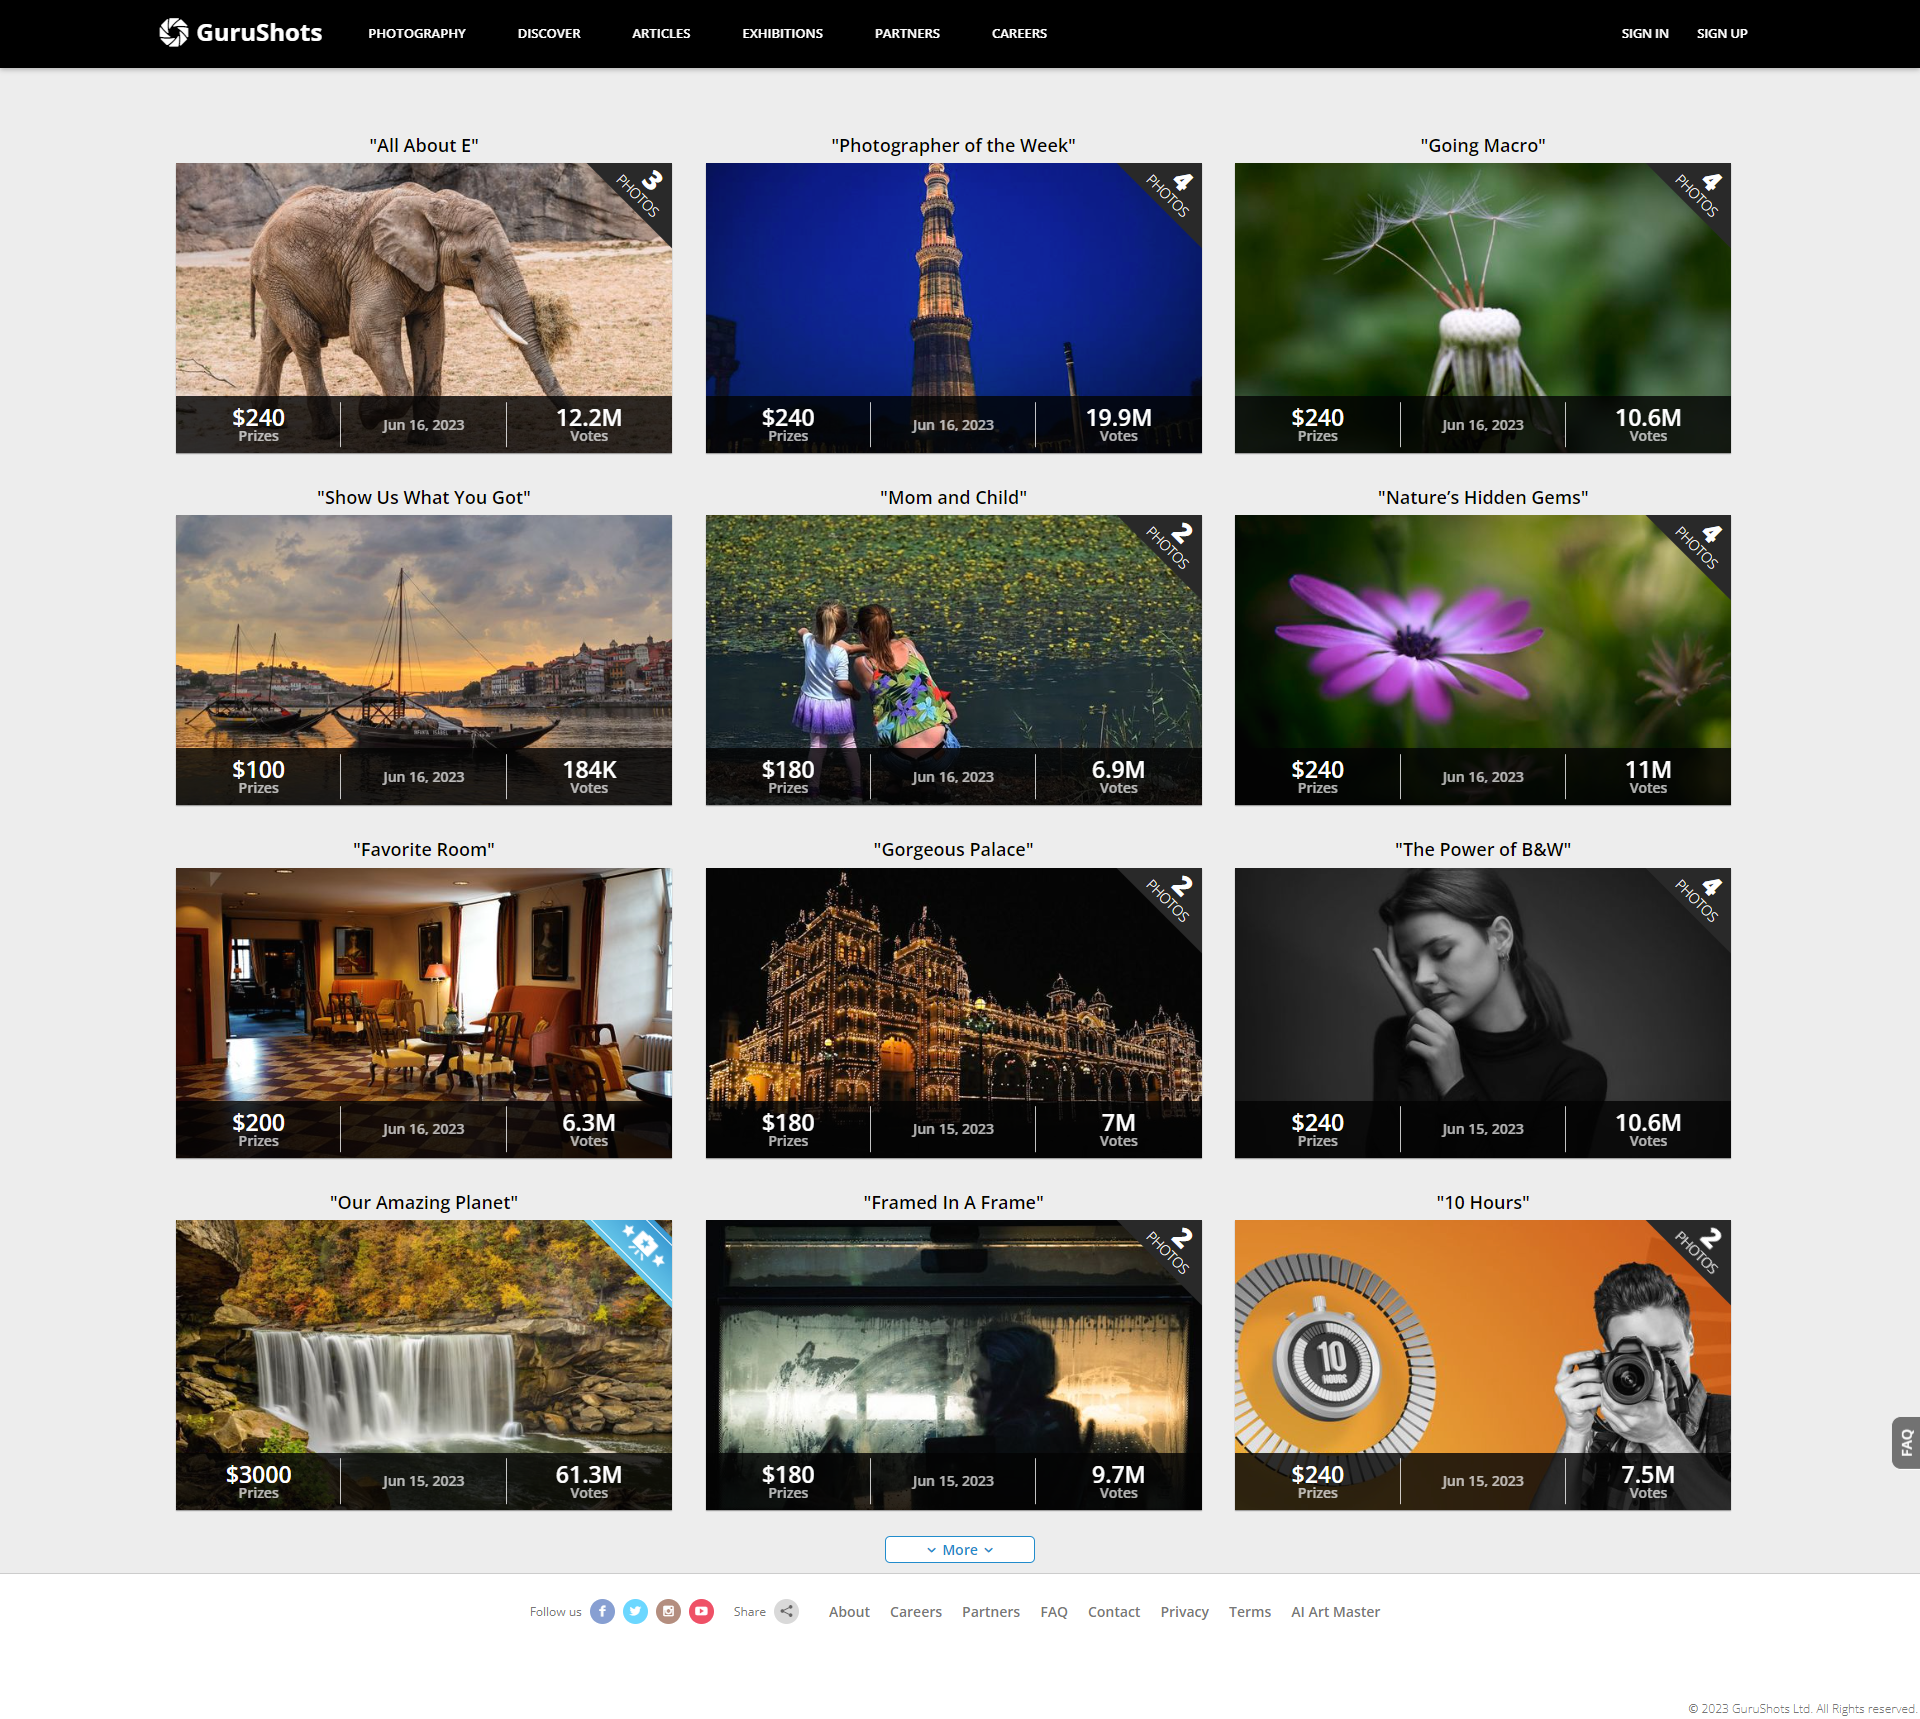 GuruShots PHOTOGRAPHY DISCOVER ARTICLES EXHIBITIONS PARTNERS CAREERS SIGN IN SIGN UP
"All About E"
3 PHOTOS
$240 Prizes
Jun 16, 2023
12.2M Votes
"Photographer of the Week"
4 PHOTOS
$240 Prizes
Jun 16, 2023
19.9M Votes
"Going Macro"
4 PHOTOS
$240 Prizes
Jun 16, 2023
10.6M Votes
"Show Us What You Got"
$100 Prizes
Jun 16, 2023
184K Votes
"Mom and Child"
2 PHOTOS
$180 Prizes
Jun 16, 2023
6.9M Votes
"Nature’s Hidden Gems"
4 PHOTOS
$240 Prizes
Jun 16, 2023
11M Votes
"Favorite Room"
$200 Prizes
Jun 16, 2023
6.3M Votes
"Gorgeous Palace"
2 PHOTOS
$180 Prizes
Jun 15, 2023
7M Votes
"The Power of B&W"
4 PHOTOS
$240 Prizes
Jun 15, 2023
10.6M Votes
"Our Amazing Planet"
$3000 Prizes
Jun 15, 2023
61.3M Votes
"Framed In A Frame"
2 PHOTOS
$180 Prizes
Jun 15, 2023
9.7M Votes
"10 Hours"
2 PHOTOS
10
HOURS
$240 Prizes
Jun 15, 2023
7.5M Votes
FAQ
More
Follow us Share About Careers Partners FAQ Contact Privacy Terms AI Art Master
© 2023 GuruShots Ltd. All Rights reserved.